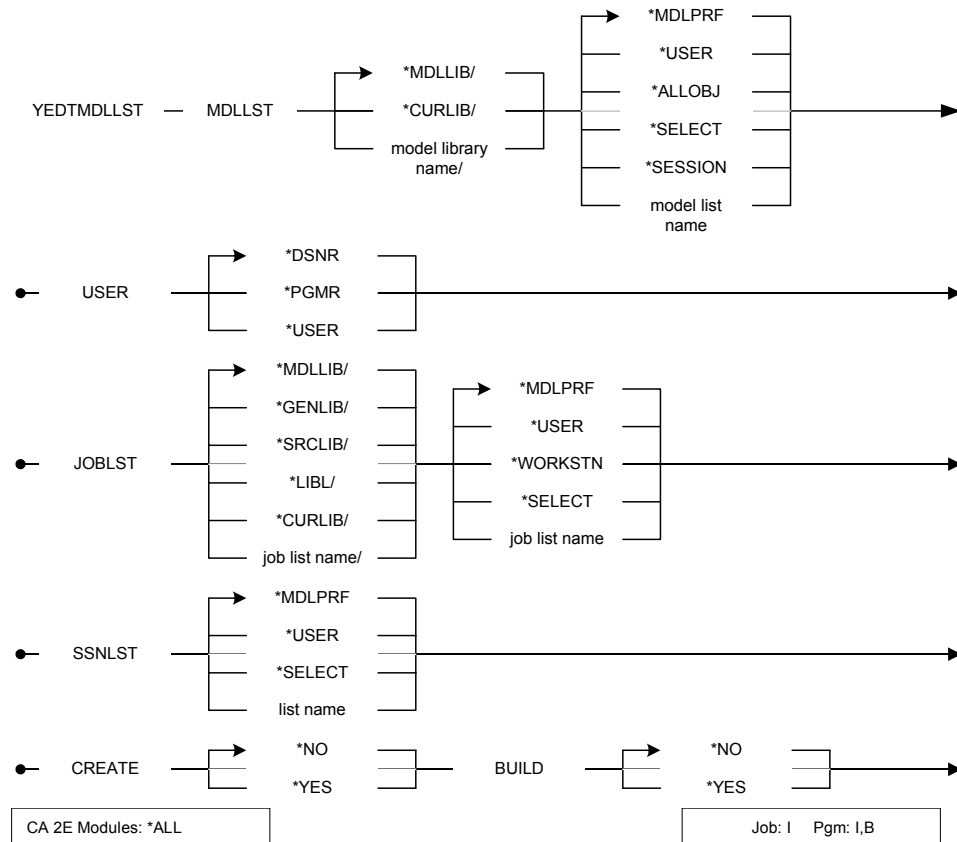 YEDTMDLLST
MDLLST
*MDLLIB/
*CURLIB/
model library
name/
*MDLPRF
*USER
*ALLOBJ
*SELECT
*SESSION
model list
name
USER
*DSNR
*PGMR
*USER
JOBLST
*MDLLIB/
*GENLIB/
*SRCLIB/
*LIBL/
*CURLIB/
job list name/
*MDLPRF
*USER
*WORKSTN
*SELECT
job list name
SSNLST
*MDLPRF
*USER
*SELECT
list name
CREATE
*NO
*YES
BUILD
*NO
*YES
CA 2E Modules: *ALL
Job: I Pgm: I,B